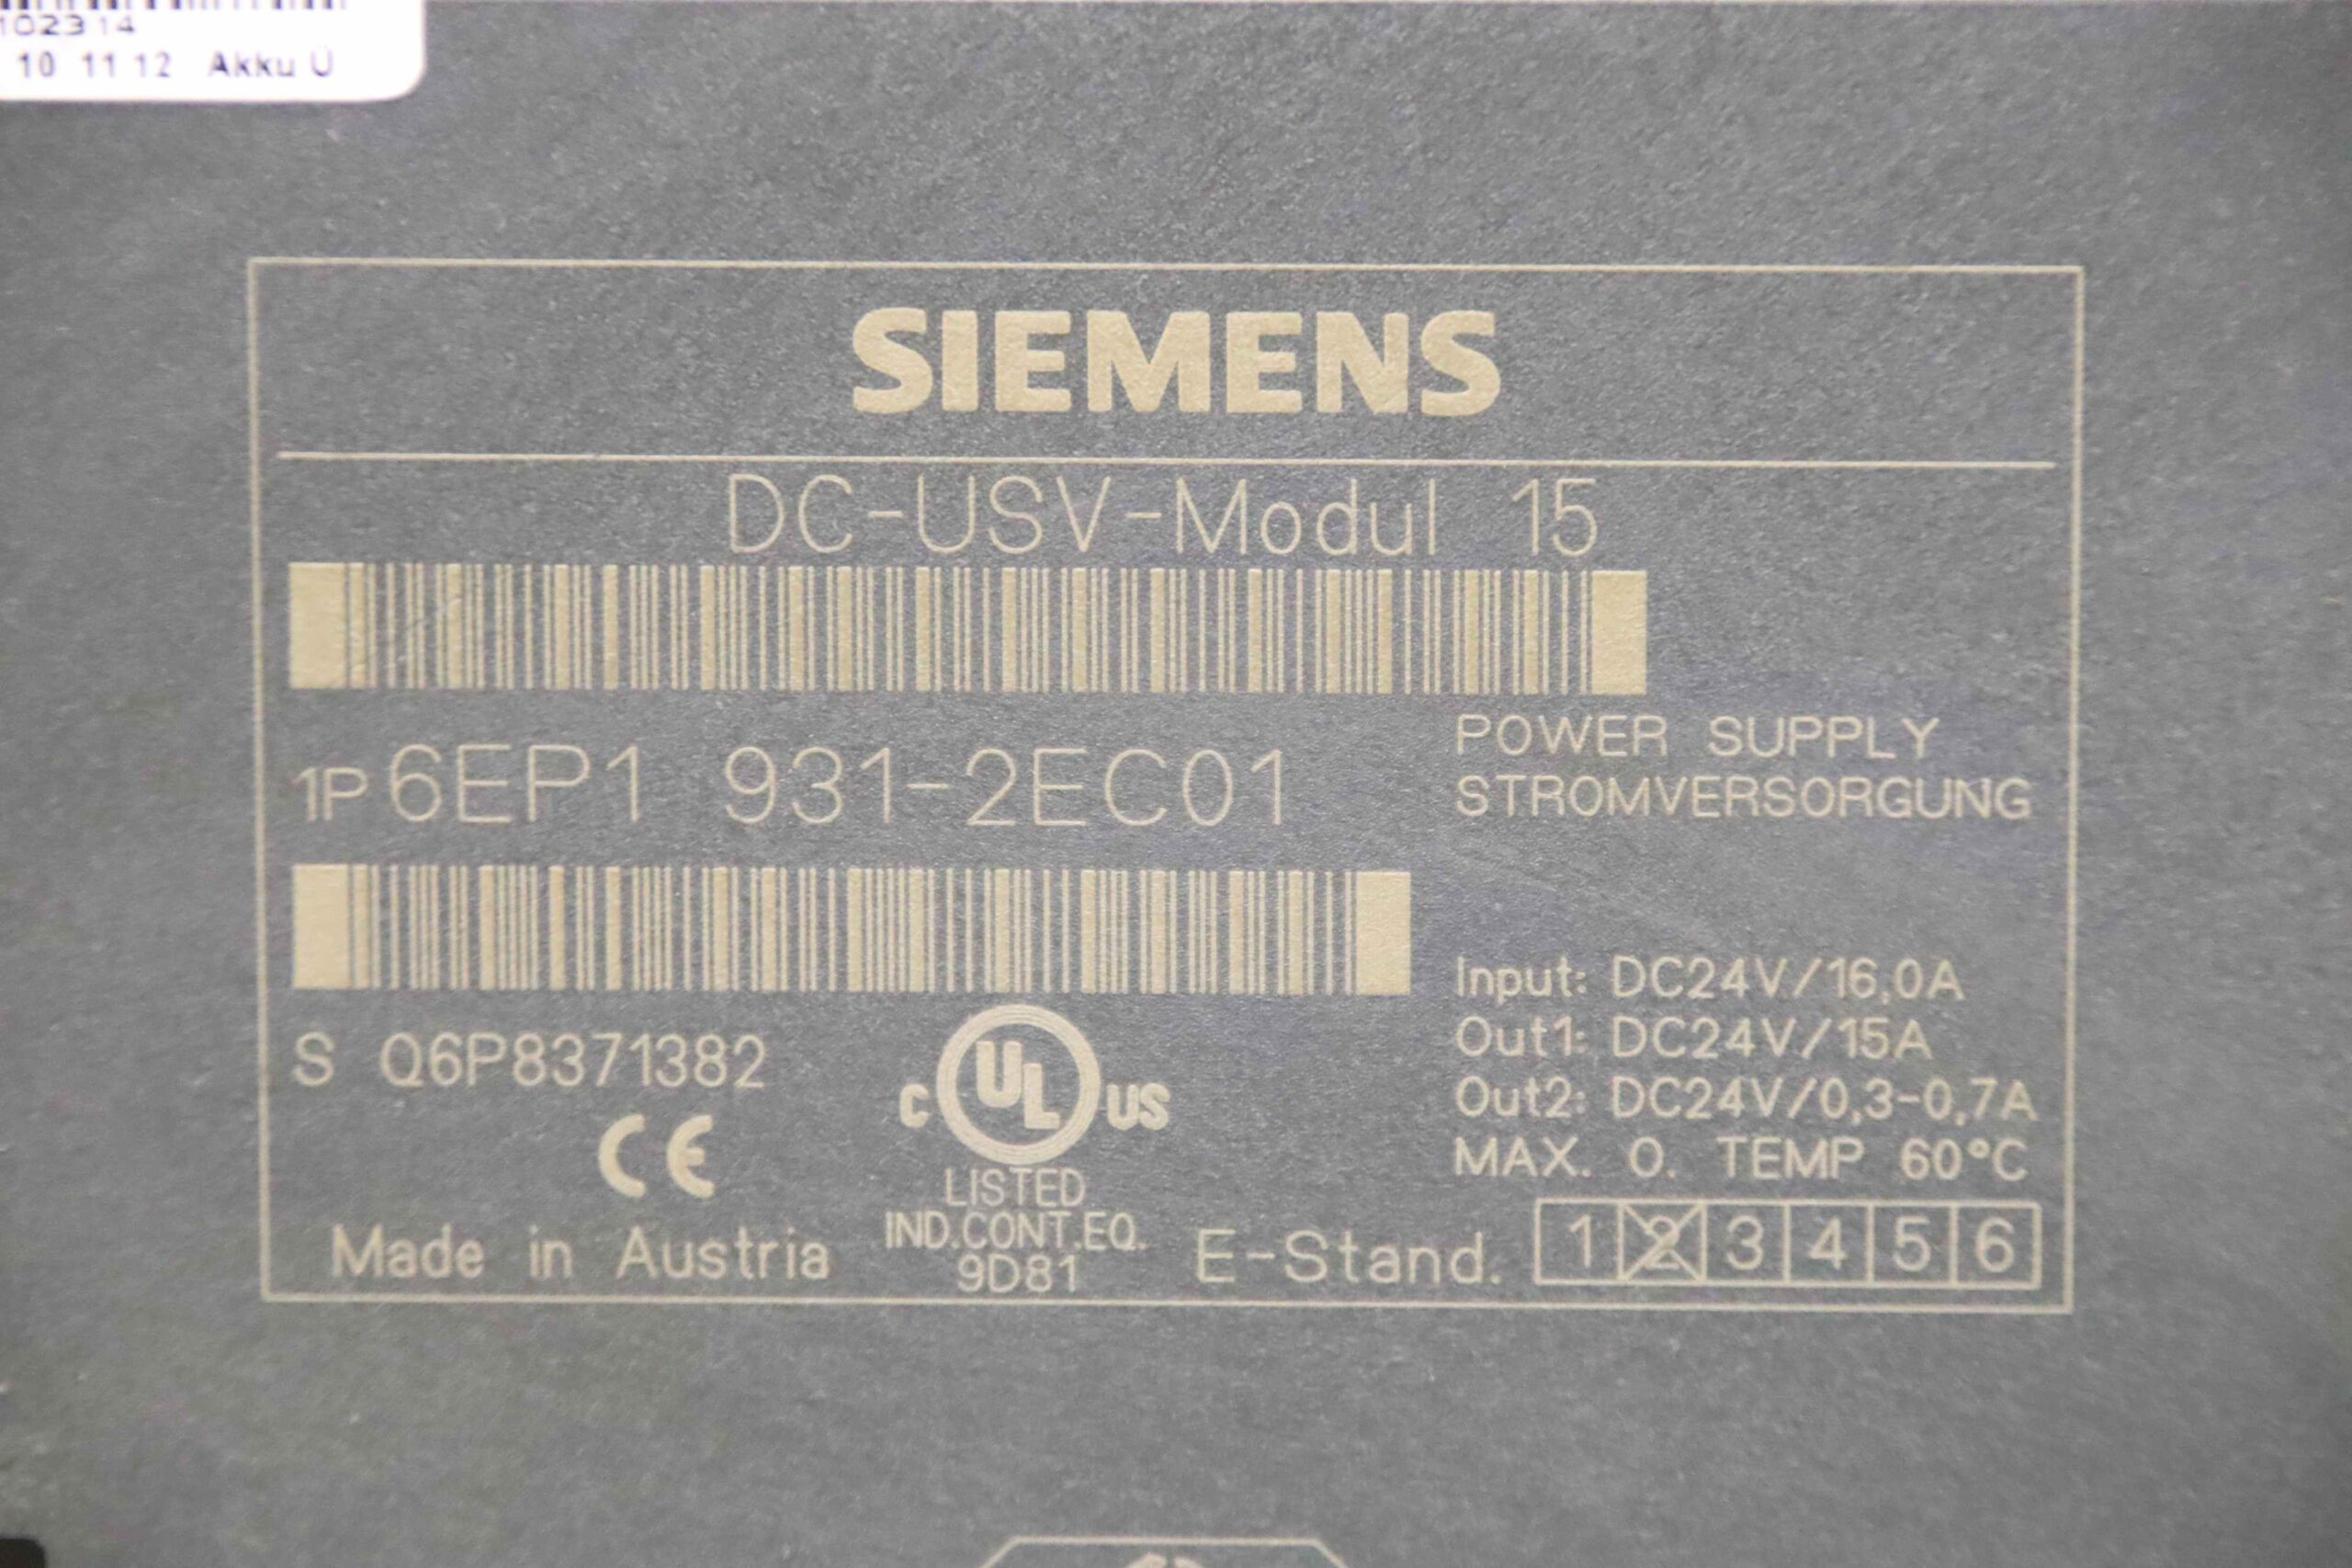 102314
10 11 12 Akku Ü
SIEMENS
DC-USV-Modul 15
1P 6EP1 931-2EC01
POWER SUPPLY
STROMVERSORGUNG
Input: DC24V/16,0A
Out1: DC24V/15A
Out2: DC24V/0,3-0,7A
MAX. O. TEMP 60°C
S Q6P8371382
C UL US
LISTED
IND.CONT.EQ.
9D81
CE
Made in Austria
E-Stand. 1 2 3 4 5 6